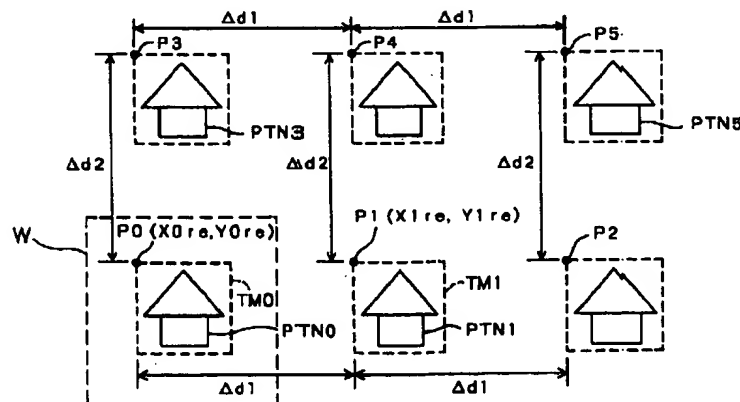 Δd1 Δd1
P3 P4 P5
PTN3 PTN5
Δd2 Δd2 Δd2
W P0 (X0re,Y0re) P1 (X1re, Y1re) P2
TM0 TM1
PTN0 PTN1
Δd1 Δd1